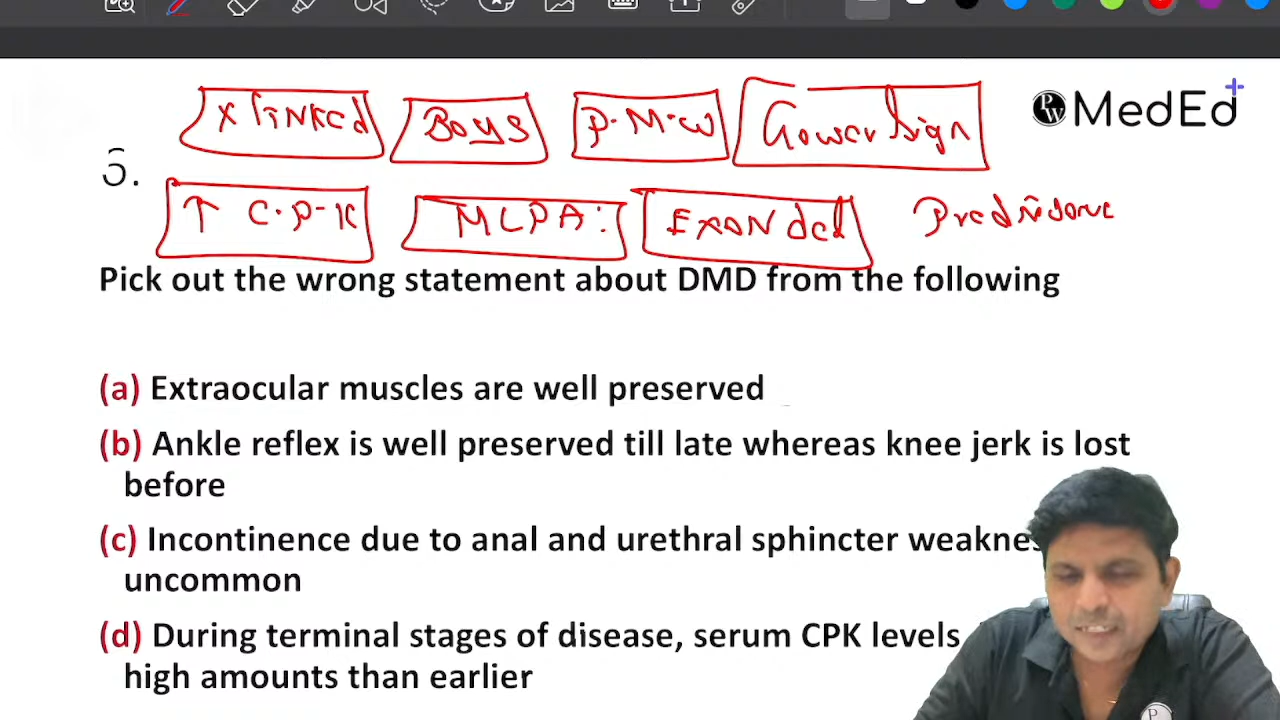 X linked Boys P.M.W Gower sign
MedEd
5.
↑ C.P.K MLPA: EXON del
Pick out the wrong statement about DMD from the following
(a) Extraocular muscles are well preserved
(b) Ankle reflex is well preserved till late whereas knee jerk is lost
before
(c) Incontinence due to anal and urethral sphincter
uncommon
(d) During terminal stages of disease, serum CPK levels
high amounts than earlier